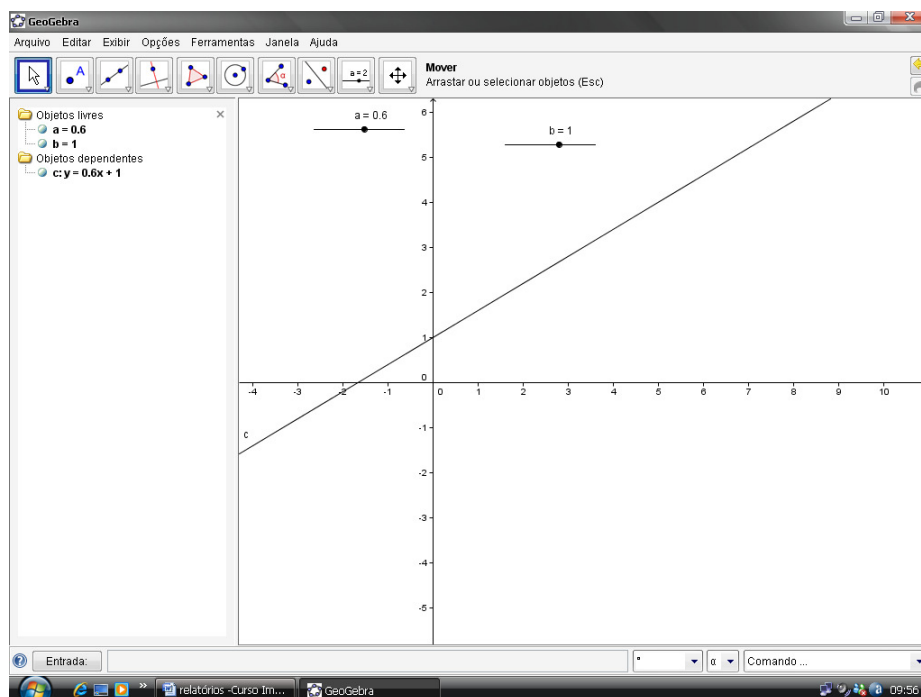 GeoGebra
Arquivo Editar Exibir Opções Ferramentas Janela Ajuda
A
α
a=2
Mover
Arrastar ou selecionar objetos (Esc)
Objetos livres
a = 0.6
b = 1
Objetos dependentes
c: y = 0.6x + 1
a = 0.6
b = 1
6
5
4
3
2
1
0
-4 -3 -2 -1 0 1 2 3 4 5 6 7 8 9 10
c
-1
-2
-3
-4
-5
Entrada: ° α Comando ...
» relatórios -Curso Im... GeoGebra 09:56